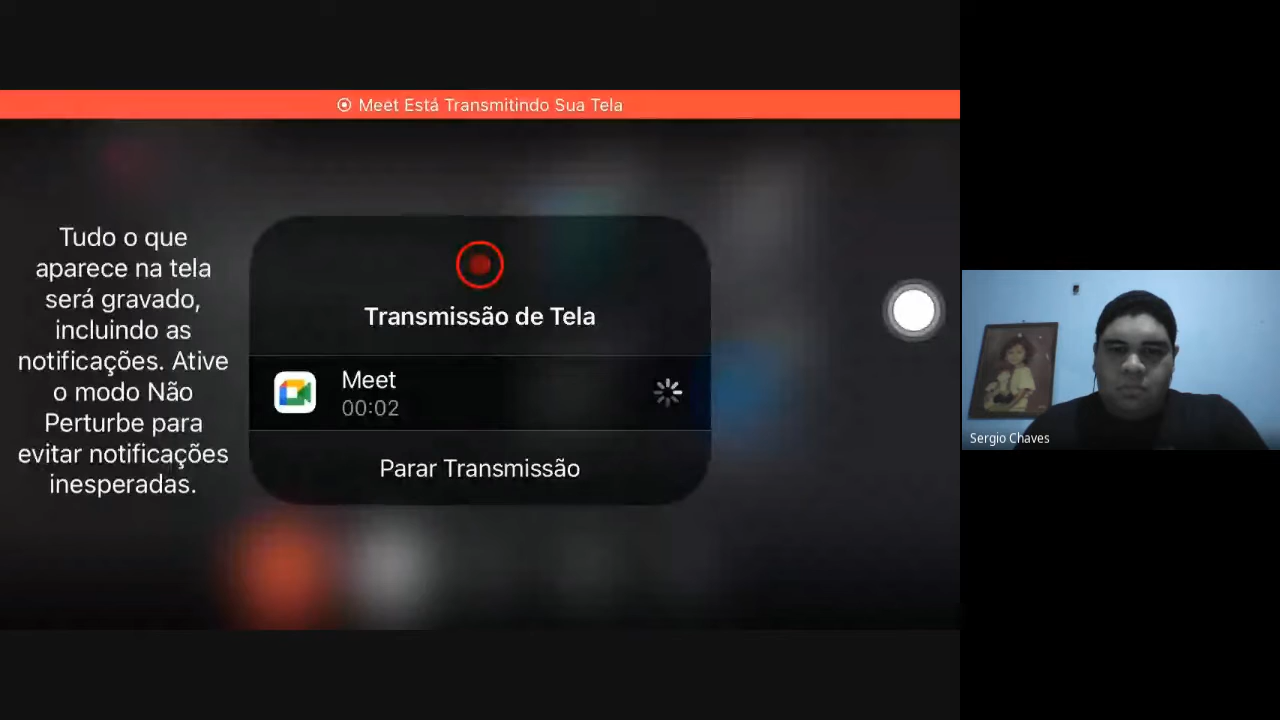 Meet Está Transmitindo Sua Tela
Tudo o que
aparece na tela
será gravado,
incluindo as
notificações. Ative
o modo Não
Perturbe para
evitar notificações
inesperadas.
Transmissão de Tela
Meet
00:02
Parar Transmissão
Sergio Chaves